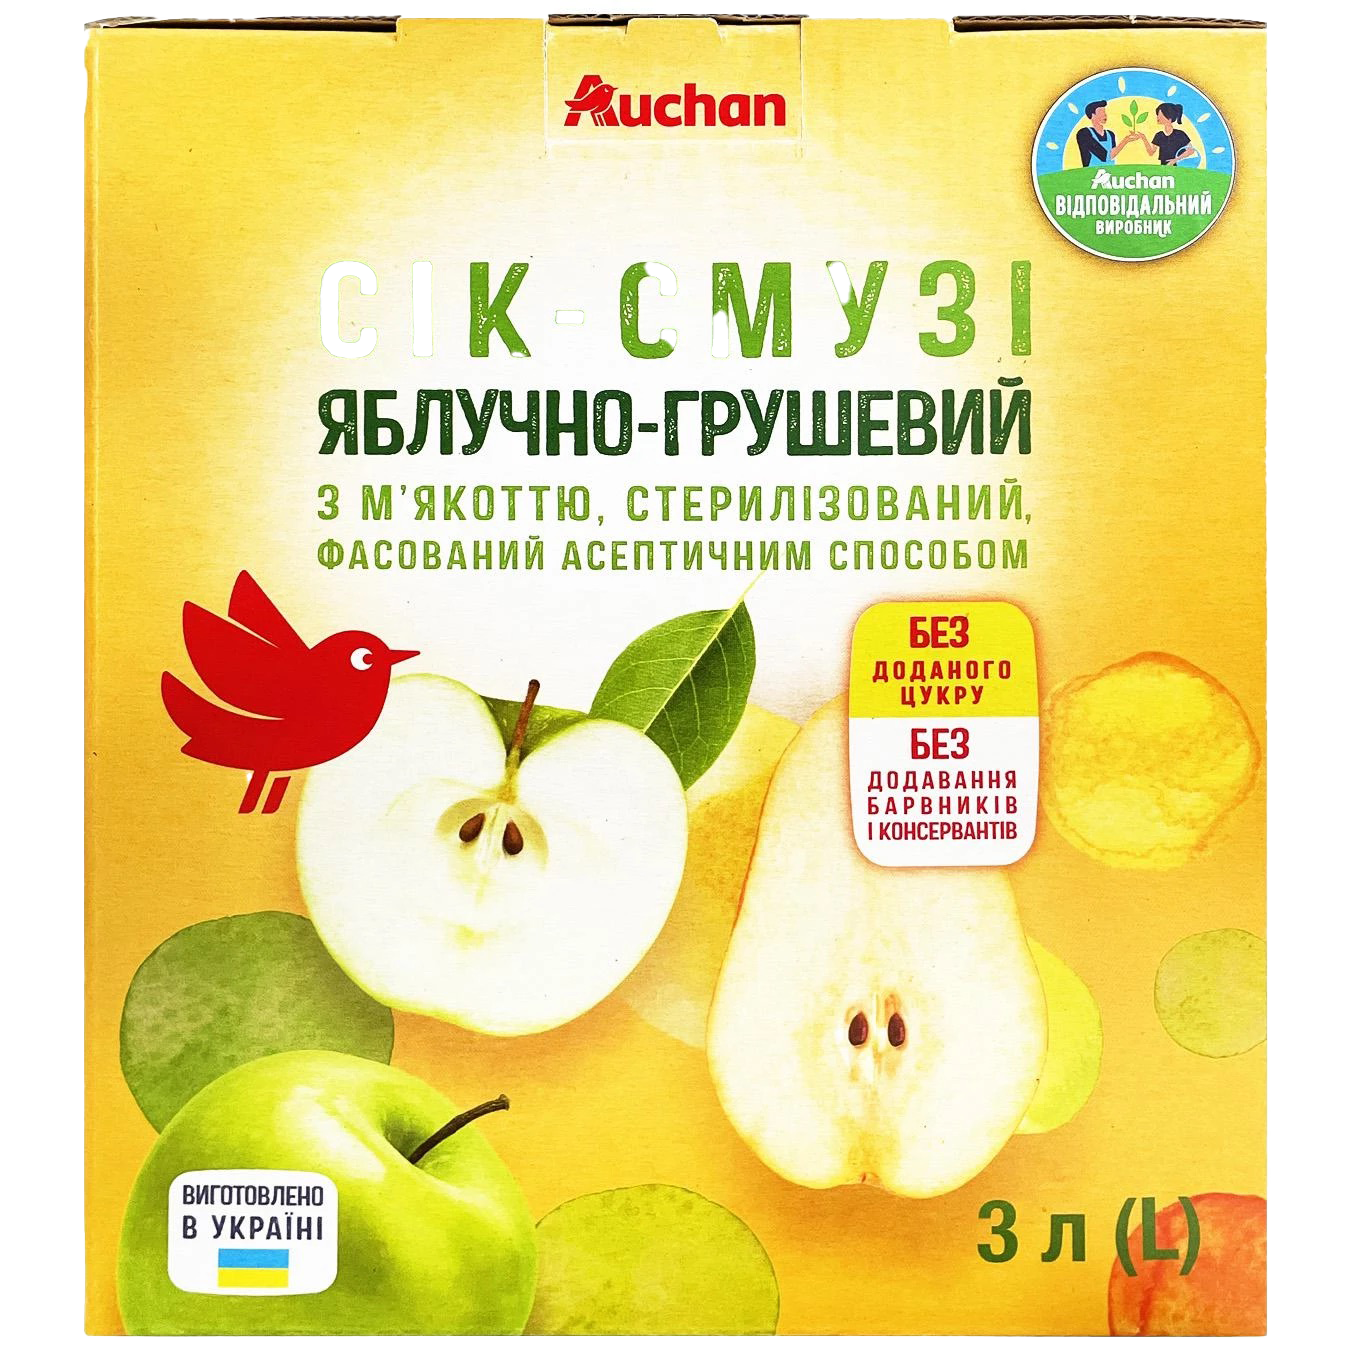 Auchan
Auchan
ВІДПОВІДАЛЬНИЙ
ВИРОБНИК
СІК-СМУЗІ
ЯБЛУЧНО-ГРУШЕВИЙ
З М’ЯКОТТЮ, СТЕРИЛІЗОВАНИЙ,
ФАСОВАНИЙ АСЕПТИЧНИМ СПОСОБОМ
БЕЗ
ДОДАНОГО
ЦУКРУ
БЕЗ
ДОДАВАННЯ
БАРВНИКІВ
І КОНСЕРВАНТІВ
ВИГОТОВЛЕНО
В УКРАЇНІ
3 л (L)